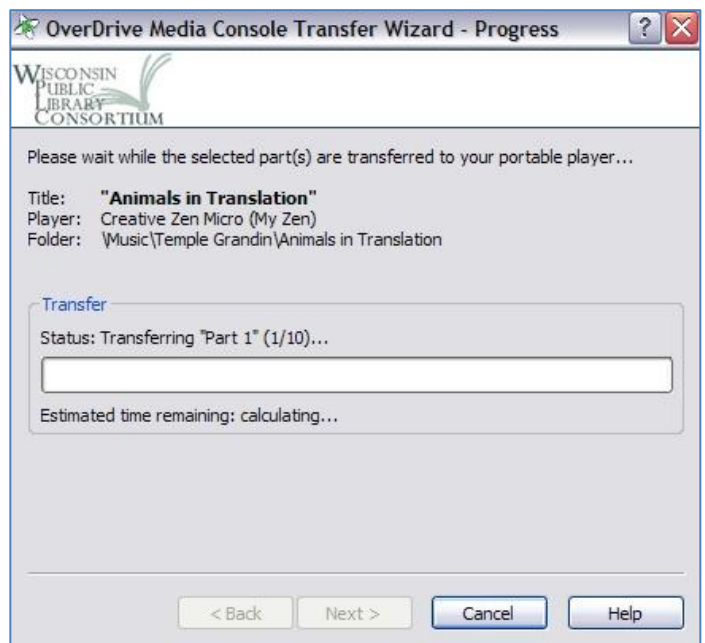 OverDrive Media Console Transfer Wizard - Progress
?
WISCONSIN
PUBLIC
LIBRARY
CONSORTIUM
Please wait while the selected part(s) are transferred to your portable player...
Title: "Animals in Translation"
Player: Creative Zen Micro (My Zen)
Folder: \Music\Temple Grandin\Animals in Translation
Transfer
Status: Transferring "Part 1" (1/10)...
Estimated time remaining: calculating...
< Back Next > Cancel Help